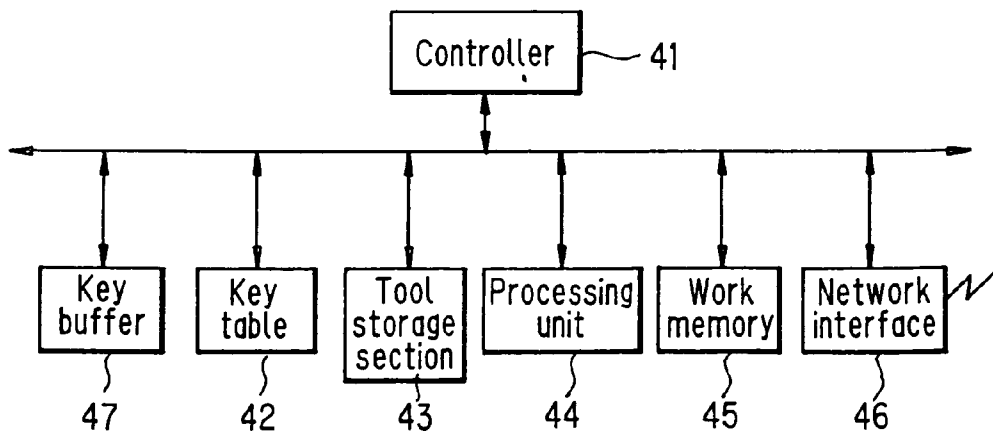 Controller
41
Key
buffer
Key
table
Tool
storage
section
Processing
unit
Work
memory
Network
interface
47
42
43
44
45
46